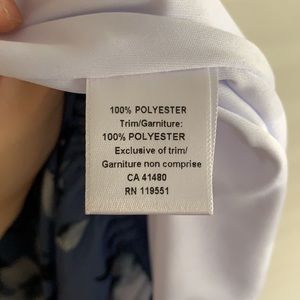 100% POLYESTER
Trim/Garniture:
100% POLYESTER
Exclusive of trim/
Garniture non comprise
CA 41480
RN 119551